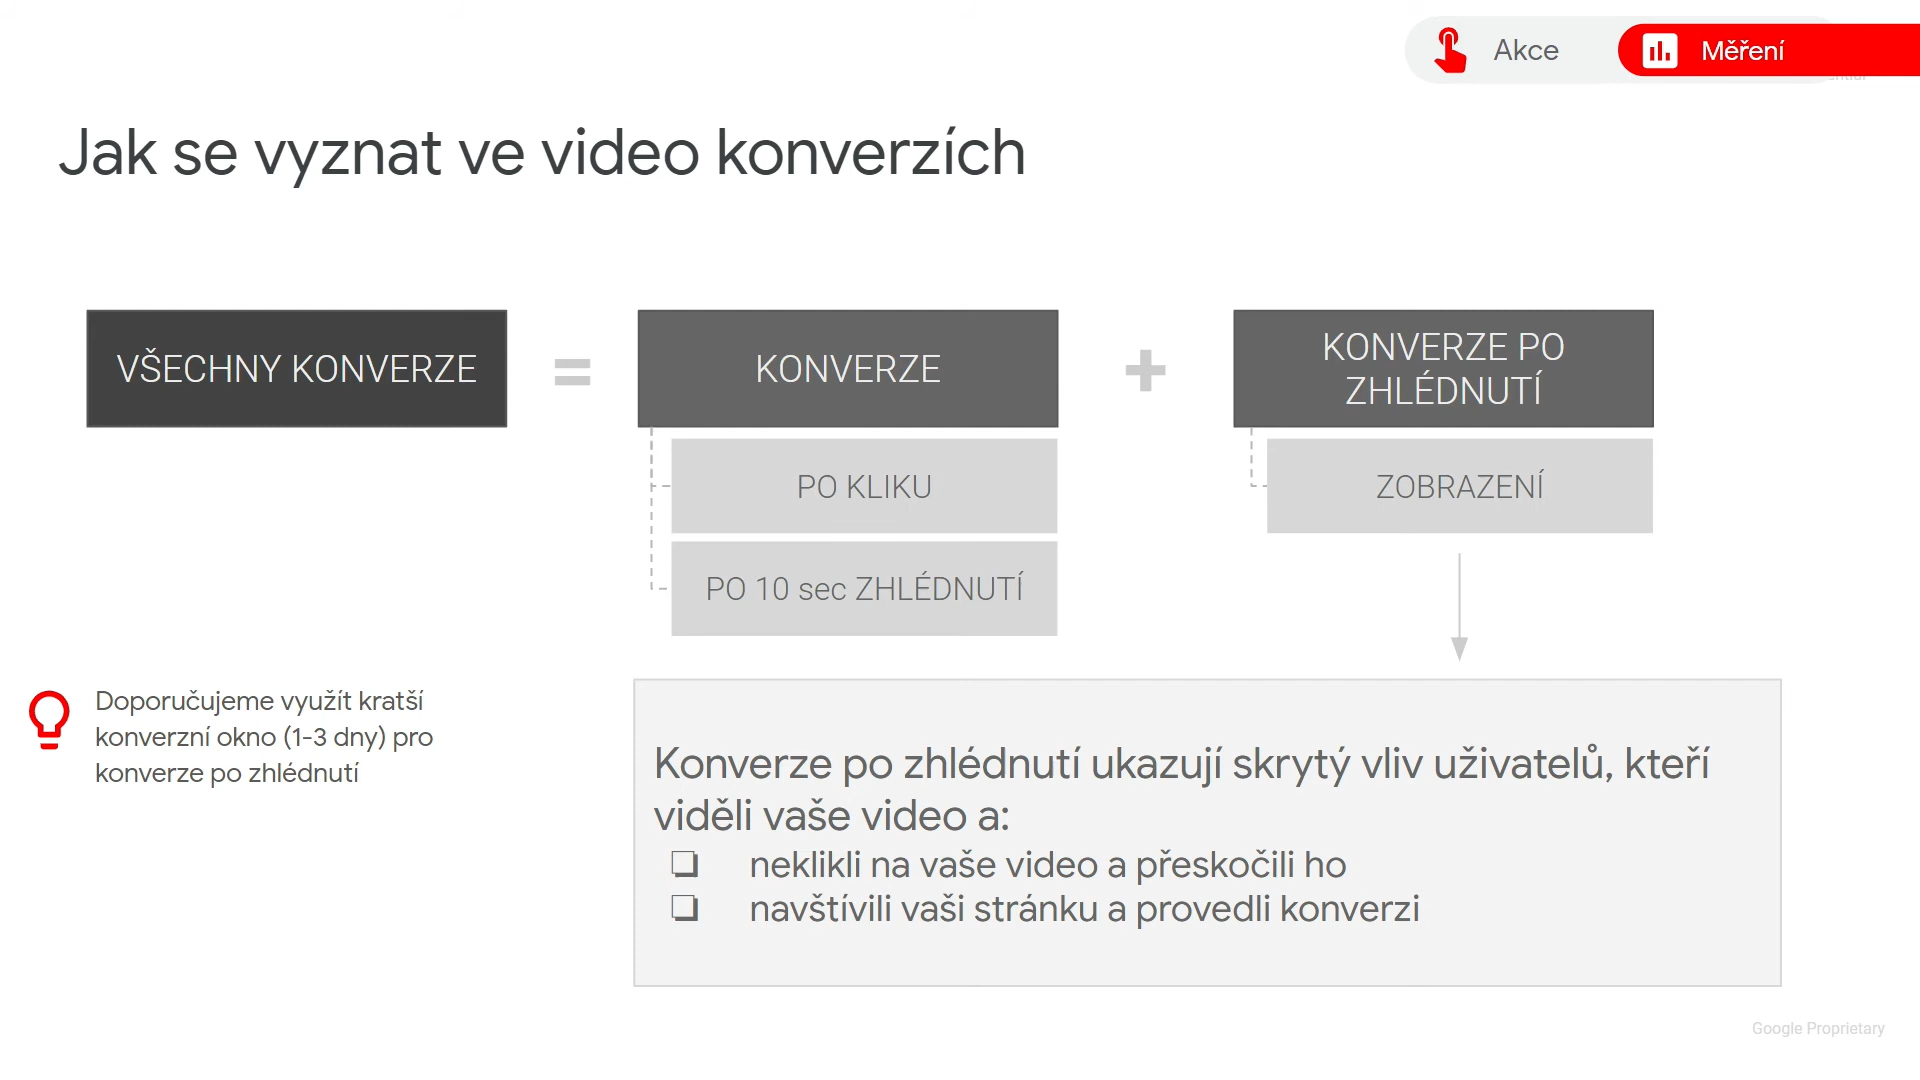 Akce
Měření
Jak se vyznat ve video konverzích
VŠECHNY KONVERZE
=
KONVERZE
+
KONVERZE PO
ZHLÉDNUTÍ
PO KLIKU
ZOBRAZENÍ
PO 10 sec ZHLÉDNUTÍ
Doporučujeme využít kratší
konverzní okno (1-3 dny) pro
konverze po zhlédnutí
Konverze po zhlédnutí ukazují skrytý vliv uživatelů, kteří
viděli vaše video a:
❏ neklikli na vaše video a přeskočili ho
❏ navštívili vaši stránku a provedli konverzi
Google Proprietary